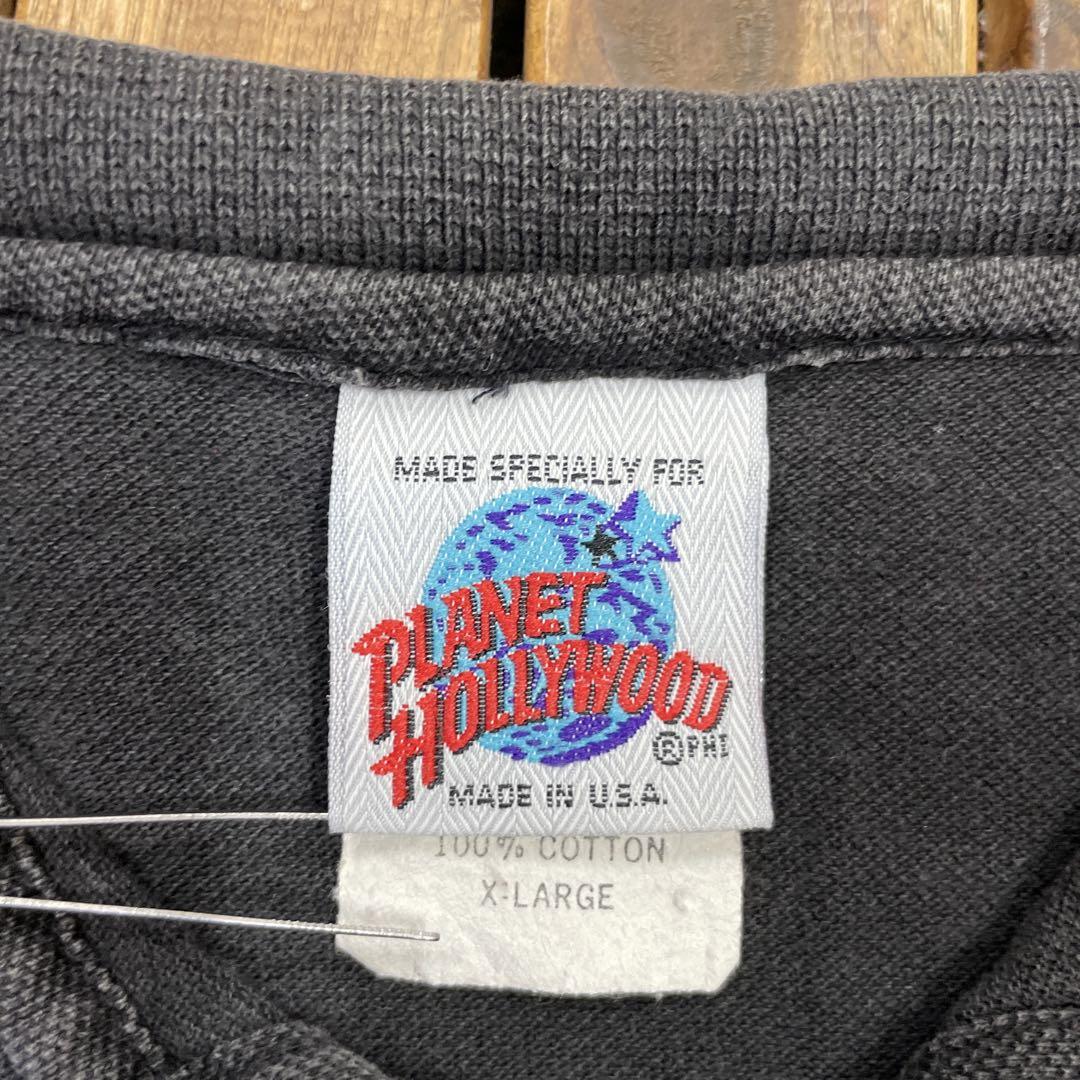 MADE SPECIALLY FOR
PLANET
HOLLYWOOD
®PHI
MADE IN U.S.A.
100% COTTON
X-LARGE